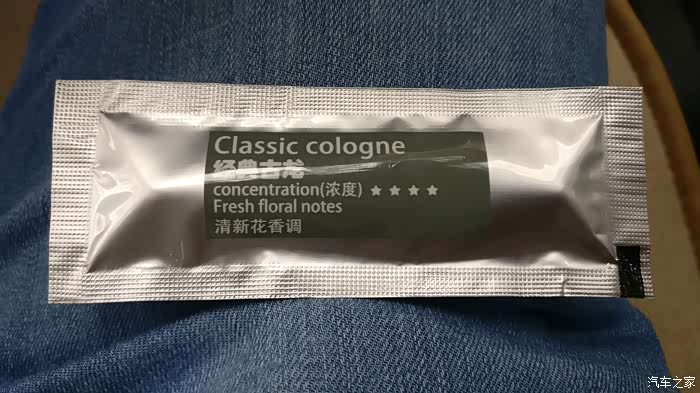 Classic cologne
经典古龙
concentration(浓度) ★★★★
Fresh floral notes
清新花香调
汽车之家